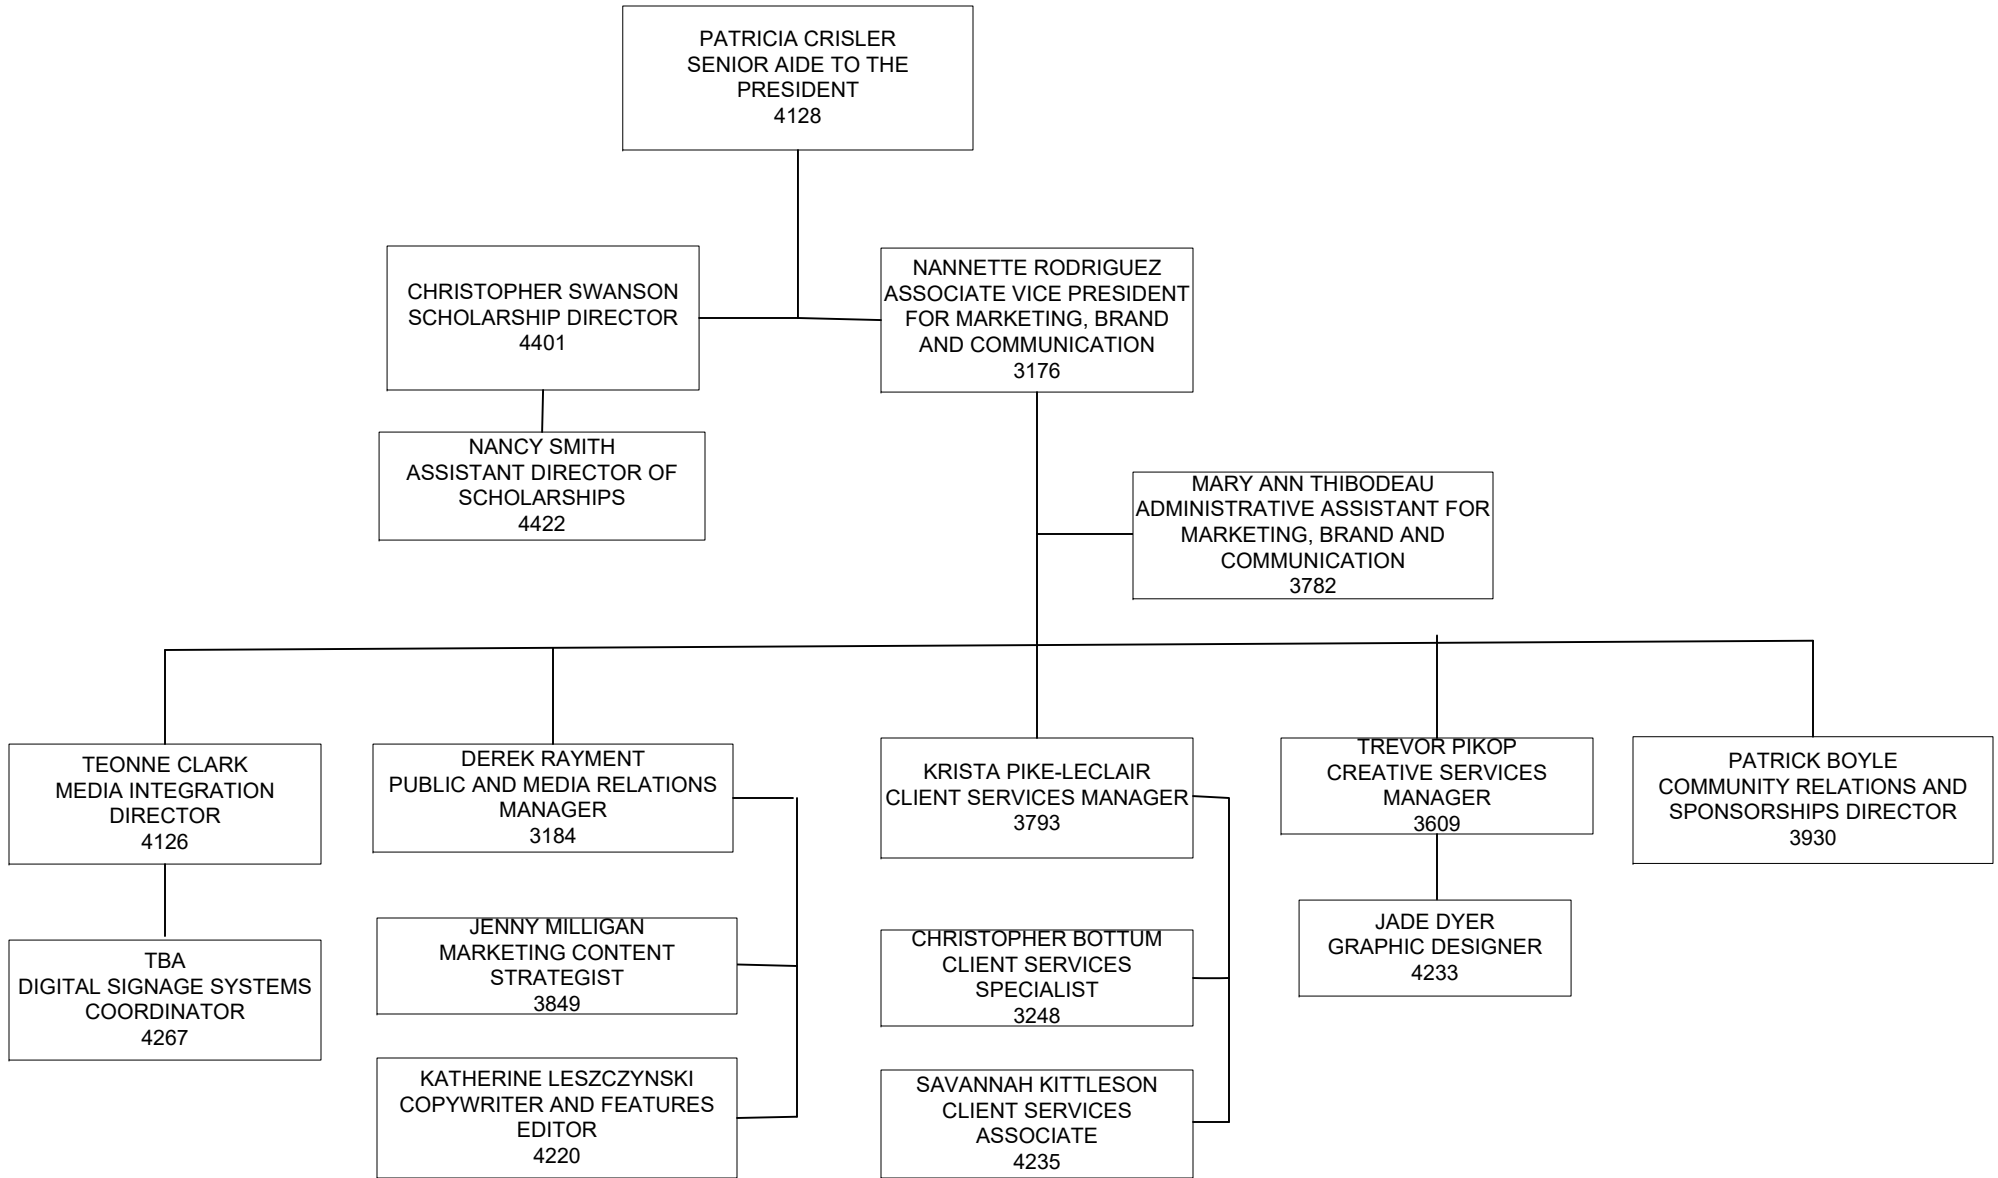 PATRICIA CRISLER
SENIOR AIDE TO THE
PRESIDENT
4128
CHRISTOPHER SWANSON
SCHOLARSHIP DIRECTOR
4401
NANNETTE RODRIGUEZ
ASSOCIATE VICE PRESIDENT
FOR MARKETING, BRAND
AND COMMUNICATION
3176
NANCY SMITH
ASSISTANT DIRECTOR OF
SCHOLARSHIPS
4422
MARY ANN THIBODEAU
ADMINISTRATIVE ASSISTANT FOR
MARKETING, BRAND AND
COMMUNICATION
3782
TEONNE CLARK
MEDIA INTEGRATION
DIRECTOR
4126
DEREK RAYMENT
PUBLIC AND MEDIA RELATIONS
MANAGER
3184
KRISTA PIKE-LECLAIR
CLIENT SERVICES MANAGER
3793
TREVOR PIKOP
CREATIVE SERVICES
MANAGER
3609
PATRICK BOYLE
COMMUNITY RELATIONS AND
SPONSORSHIPS DIRECTOR
3930
TBA
DIGITAL SIGNAGE SYSTEMS
COORDINATOR
4267
JENNY MILLIGAN
MARKETING CONTENT
STRATEGIST
3849
CHRISTOPHER BOTTUM
CLIENT SERVICES
SPECIALIST
3248
JADE DYER
GRAPHIC DESIGNER
4233
KATHERINE LESZCZYNSKI
COPYWRITER AND FEATURES
EDITOR
4220
SAVANNAH KITTLESON
CLIENT SERVICES
ASSOCIATE
4235